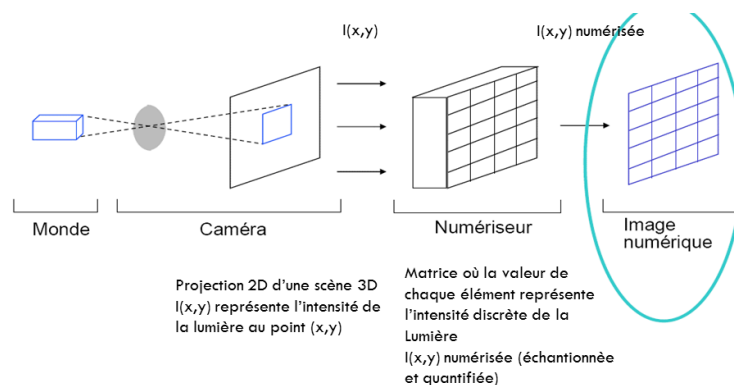 I(x,y)
I(x,y) numérisée
Monde
Caméra
Numériseur
Image
numérique
Projection 2D d'une scène 3D
I(x,y) représente l'intensité de
la lumière au point (x,y)
Matrice où la valeur de
chaque élément représente
l'intensité discrète de la
Lumière
I(x,y) numérisée (échantionnèe
et quantifiée)